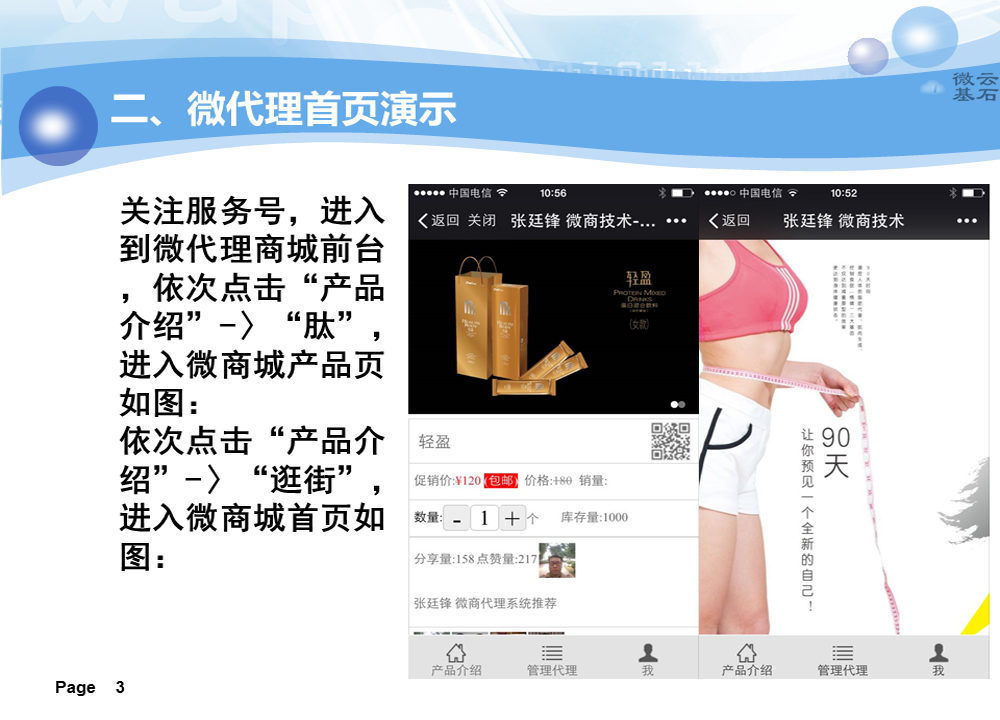 二、微代理首页演示
微云
基石
关注服务号，进入
到微代理商城前台
，依次点击“产品
介绍”-〉“肽”，
进入微商城产品页
如图：
依次点击“产品介
绍”-〉“逛街”，
进入微商城首页如
图：
中国电信 10:56
返回 关闭 张廷锋 微商技术-... •••
轻盈
PROTEIN MIXED
DRINKS
蛋白混合饮料
(女款)
轻盈
促销价:¥120 (包邮) 价格:180 销量:
数量: - 1 + 个 库存量:1000
分享量:158 点赞量:217
张廷锋 微商代理系统推荐
产品介绍 管理代理 我
中国电信 10:52
返回 张廷锋 微商技术 •••
90
天
让你预见一个全新的自己！
产品介绍 管理代理 我
Page 3